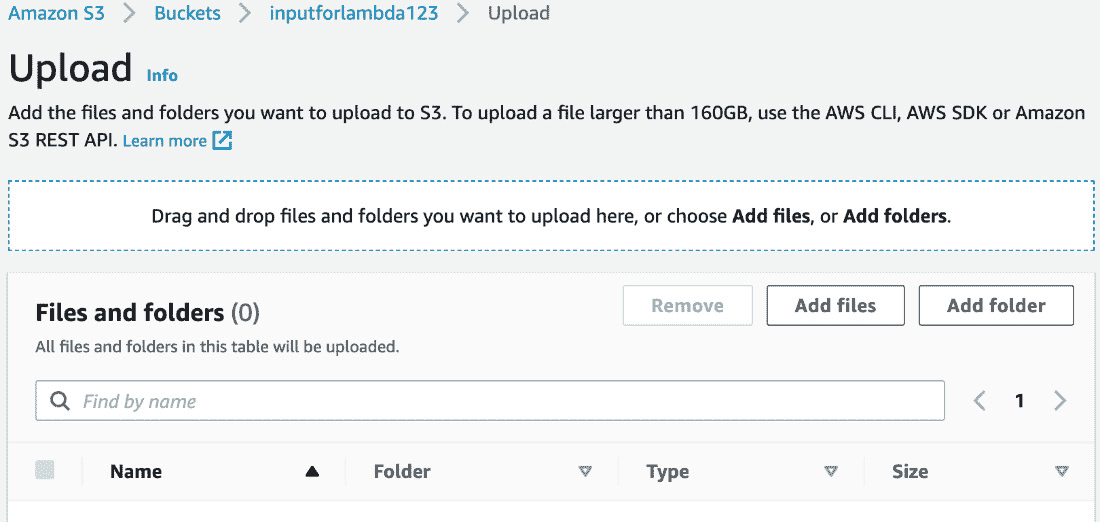 Amazon S3 > Buckets > inputforlambda123 > Upload
Upload Info
Add the files and folders you want to upload to S3. To upload a file larger than 160GB, use the AWS CLI, AWS SDK or Amazon
S3 REST API. Learn more
Drag and drop files and folders you want to upload here, or choose Add files, or Add folders.
Files and folders (0) Remove Add files Add folder
All files and folders in this table will be uploaded.
Find by name < 1 >
Name Folder Type Size